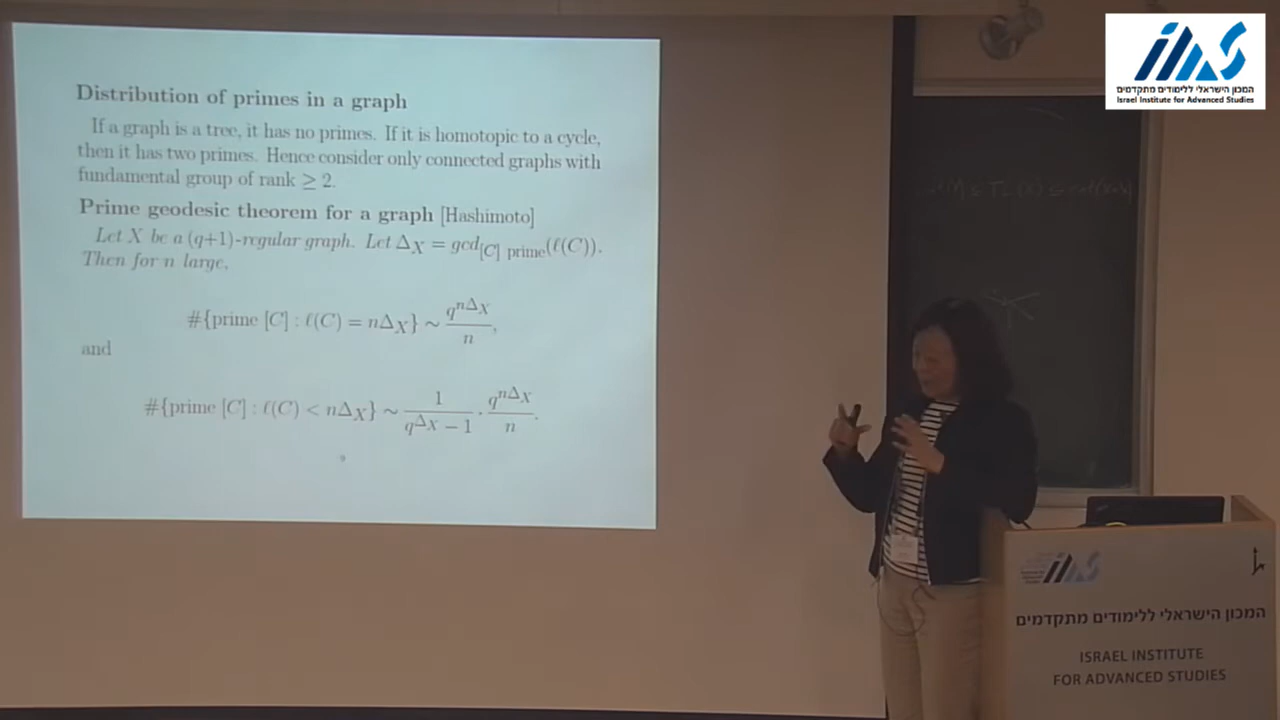 Distribution of primes in a graph
If a graph is a tree, it has no primes. If it is homotopic to a cycle,
then it has two primes. Hence consider only connected graphs with
fundamental group of rank ≥ 2.
Prime geodesic theorem for a graph [Hashimoto]
Let X be a (q+1)-regular graph. Let Δ_X = gcd_{[C] prime}(ℓ(C)).
Then for n large,
#{prime [C] : ℓ(C) = nΔ_X} ~ q^{nΔ_X} / n,
and
#{prime [C] : ℓ(C) < nΔ_X} ~ 1 / (q^{Δ_X} − 1) · q^{nΔ_X} / n.
המכון הישראלי ללימודים מתקדמים
Israel Institute for Advanced Studies
המכון הישראלי ללימודים מתקדמים
ISRAEL INSTITUTE
FOR ADVANCED STUDIES